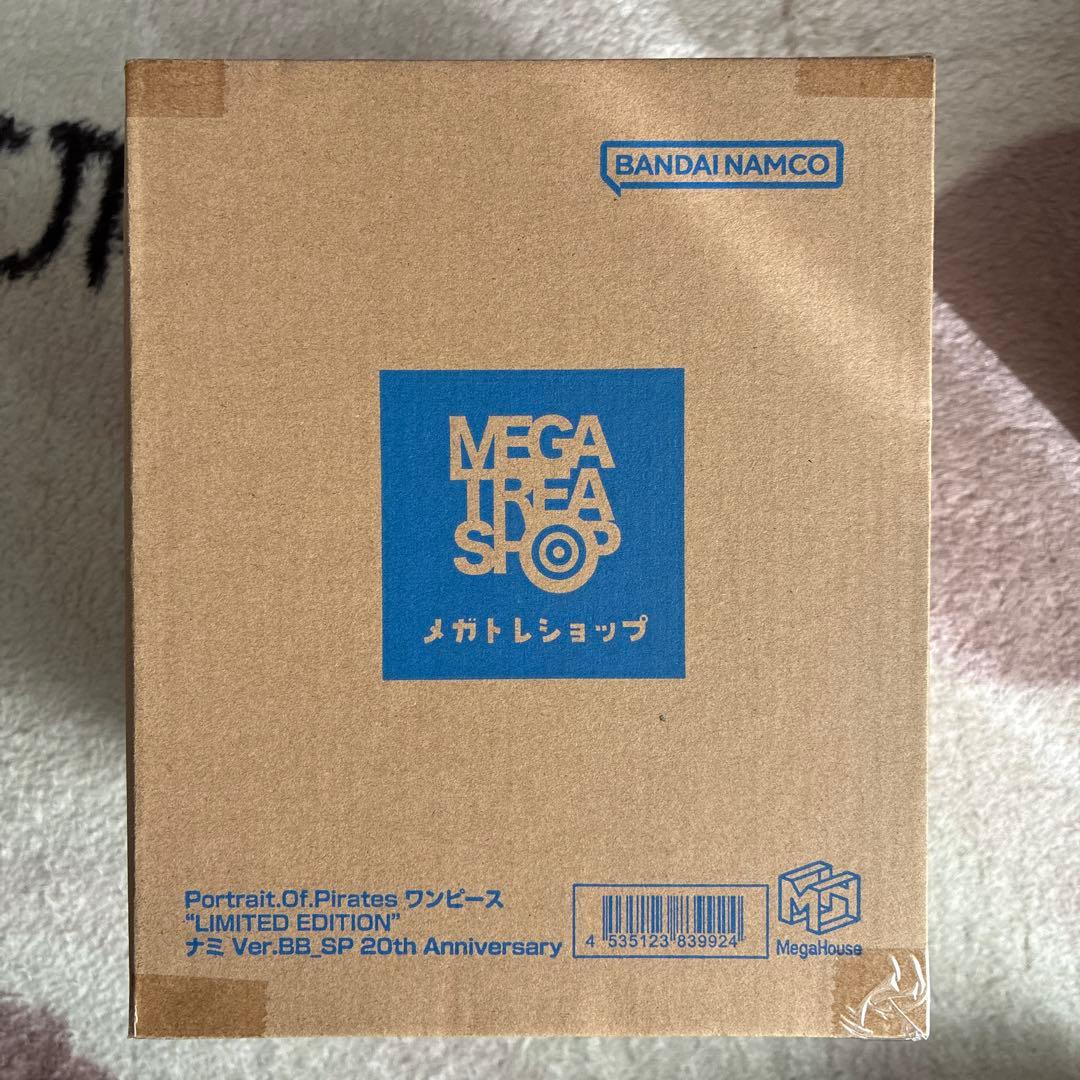 BANDAI NAMCO
MEGA
TREA
SHOP
メガトレショップ
Portrait.Of.Pirates ワンピース
“LIMITED EDITION”
ナミ Ver.BB_SP 20th Anniversary
4 535123 839924
MegaHouse